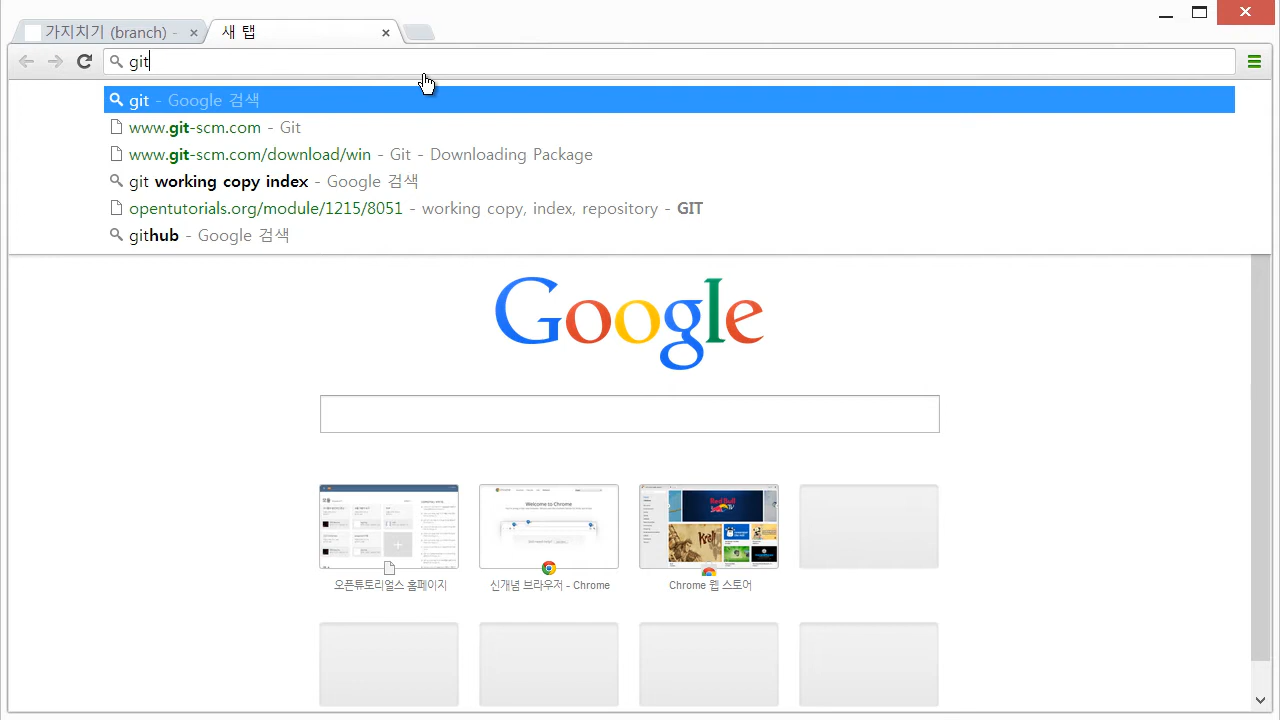 가지치기 (branch) -
새 탭
git
git - Google 검색
www.git-scm.com - Git
www.git-scm.com/download/win - Git - Downloading Package
git working copy index - Google 검색
opentutorials.org/module/1215/8051 - working copy, index, repository - GIT
github - Google 검색
Google
Welcome to Chrome
오픈튜토리얼스 홈페이지
신개념 브라우저 - Chrome
Chrome 웹 스토어